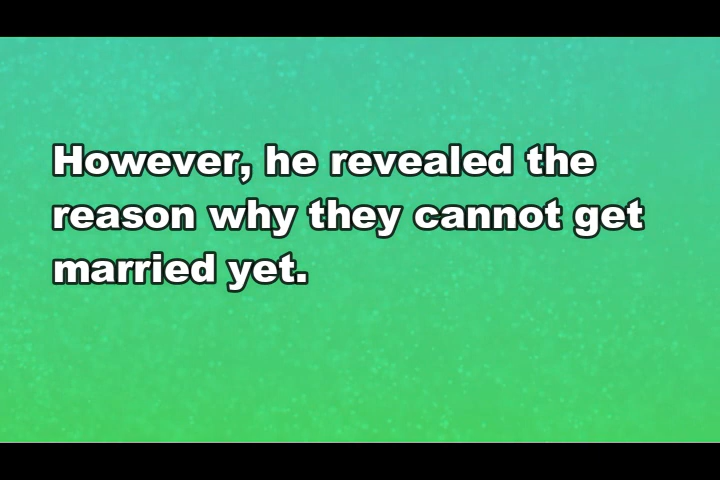 However, he revealed the
reason why they cannot get
married yet.